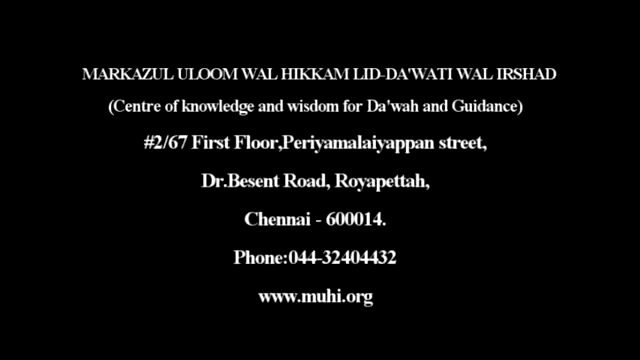 MARKAZUL ULOOM WAL HIKKAM LID-DA'WATI WAL IRSHAD
(Centre of knowledge and wisdom for Da'wah and Guidance)
#2/67 First Floor,Periyamalaiyappan street,
Dr.Besent Road, Royapettah,
Chennai - 600014.
Phone:044-32404432
www.muhi.org